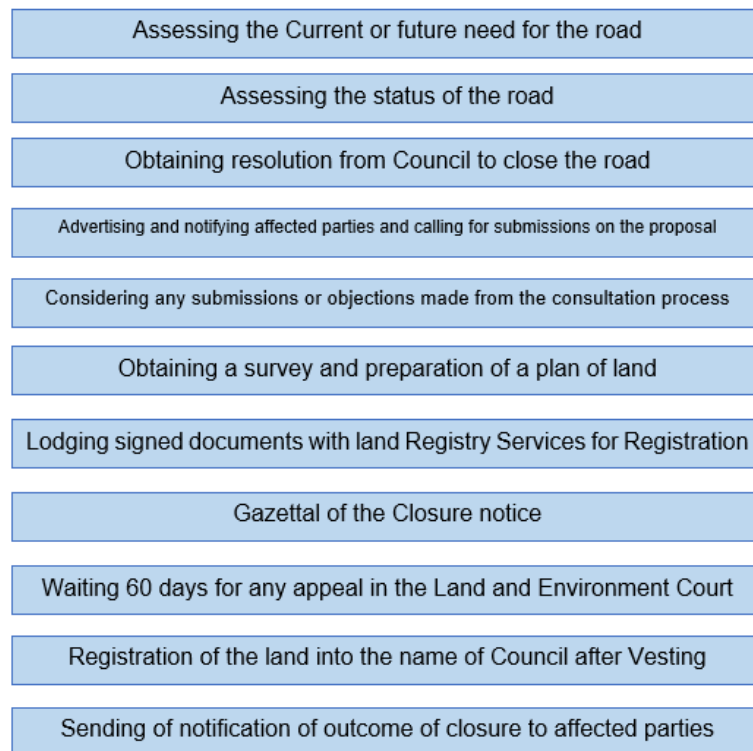 Assessing the Current or future need for the road
Assessing the status of the road
Obtaining resolution from Council to close the road
Advertising and notifying affected parties and calling for submissions on the proposal
Considering any submissions or objections made from the consultation process
Obtaining a survey and preparation of a plan of land
Lodging signed documents with land Registry Services for Registration
Gazettal of the Closure notice
Waiting 60 days for any appeal in the Land and Environment Court
Registration of the land into the name of Council after Vesting
Sending of notification of outcome of closure to affected parties